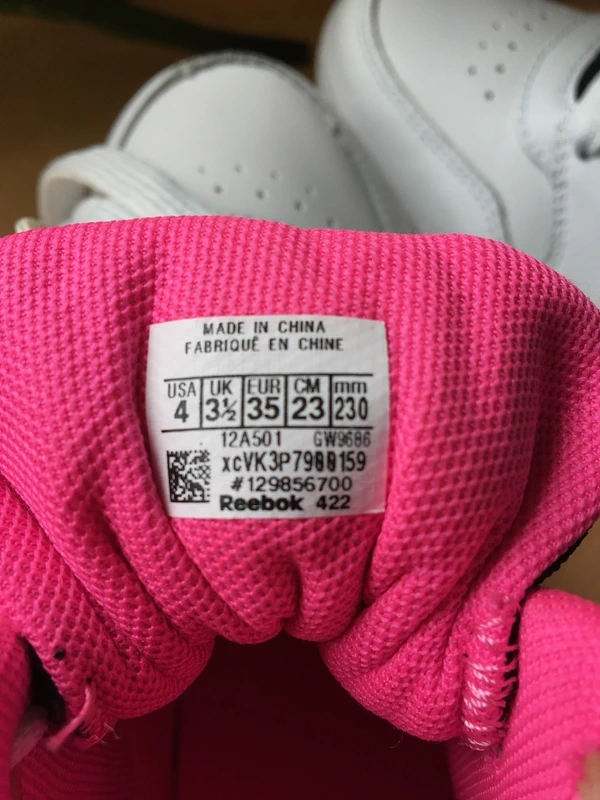 MADE IN CHINA
FABRIQUÉ EN CHINE
USA UK EUR CM mm
4 3½ 35 23 230
12A501 GW9686
#129856700
Reebok 422